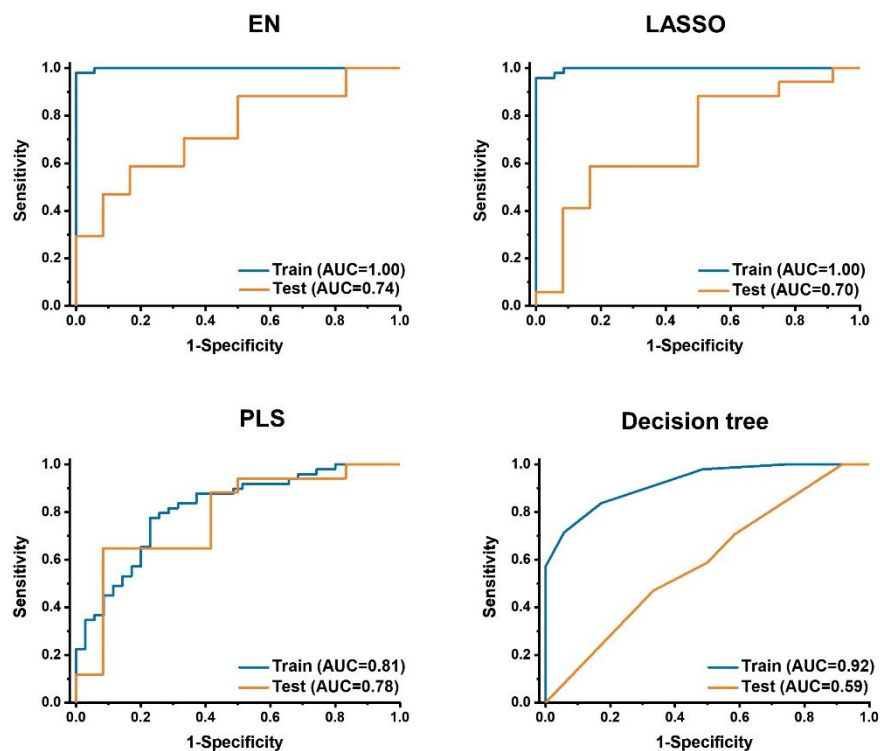 EN
1.0
0.8
0.6
0.4
0.2
0.0
Sensitivity
Train (AUC=1.00)
Test (AUC=0.74)
0.0 0.2 0.4 0.6 0.8 1.0
1-Specificity
LASSO
1.0
0.8
0.6
0.4
0.2
0.0
Sensitivity
Train (AUC=1.00)
Test (AUC=0.70)
0.0 0.2 0.4 0.6 0.8 1.0
1-Specificity
PLS
1.0
0.8
0.6
0.4
0.2
0.0
Sensitivity
Train (AUC=0.81)
Test (AUC=0.78)
0.0 0.2 0.4 0.6 0.8 1.0
1-Specificity
Decision tree
1.0
0.8
0.6
0.4
0.2
0.0
Sensitivity
Train (AUC=0.92)
Test (AUC=0.59)
0.0 0.2 0.4 0.6 0.8 1.0
1-Specificity